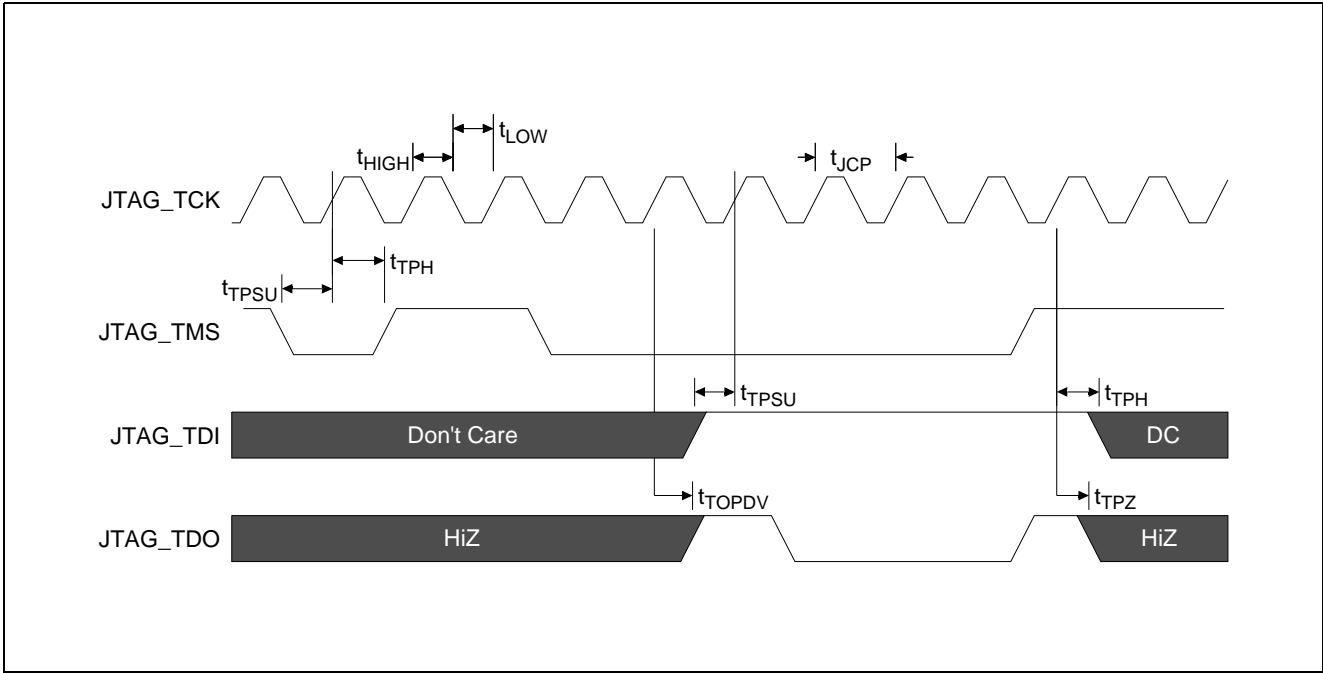 tLOW
tHIGH
tJCP
JTAG_TCK
tTPH
tTPSU
JTAG_TMS
tTPSU
tTPH
JTAG_TDI
Don't Care
DC
tTOPDV
tTPZ
JTAG_TDO
HiZ
HiZ